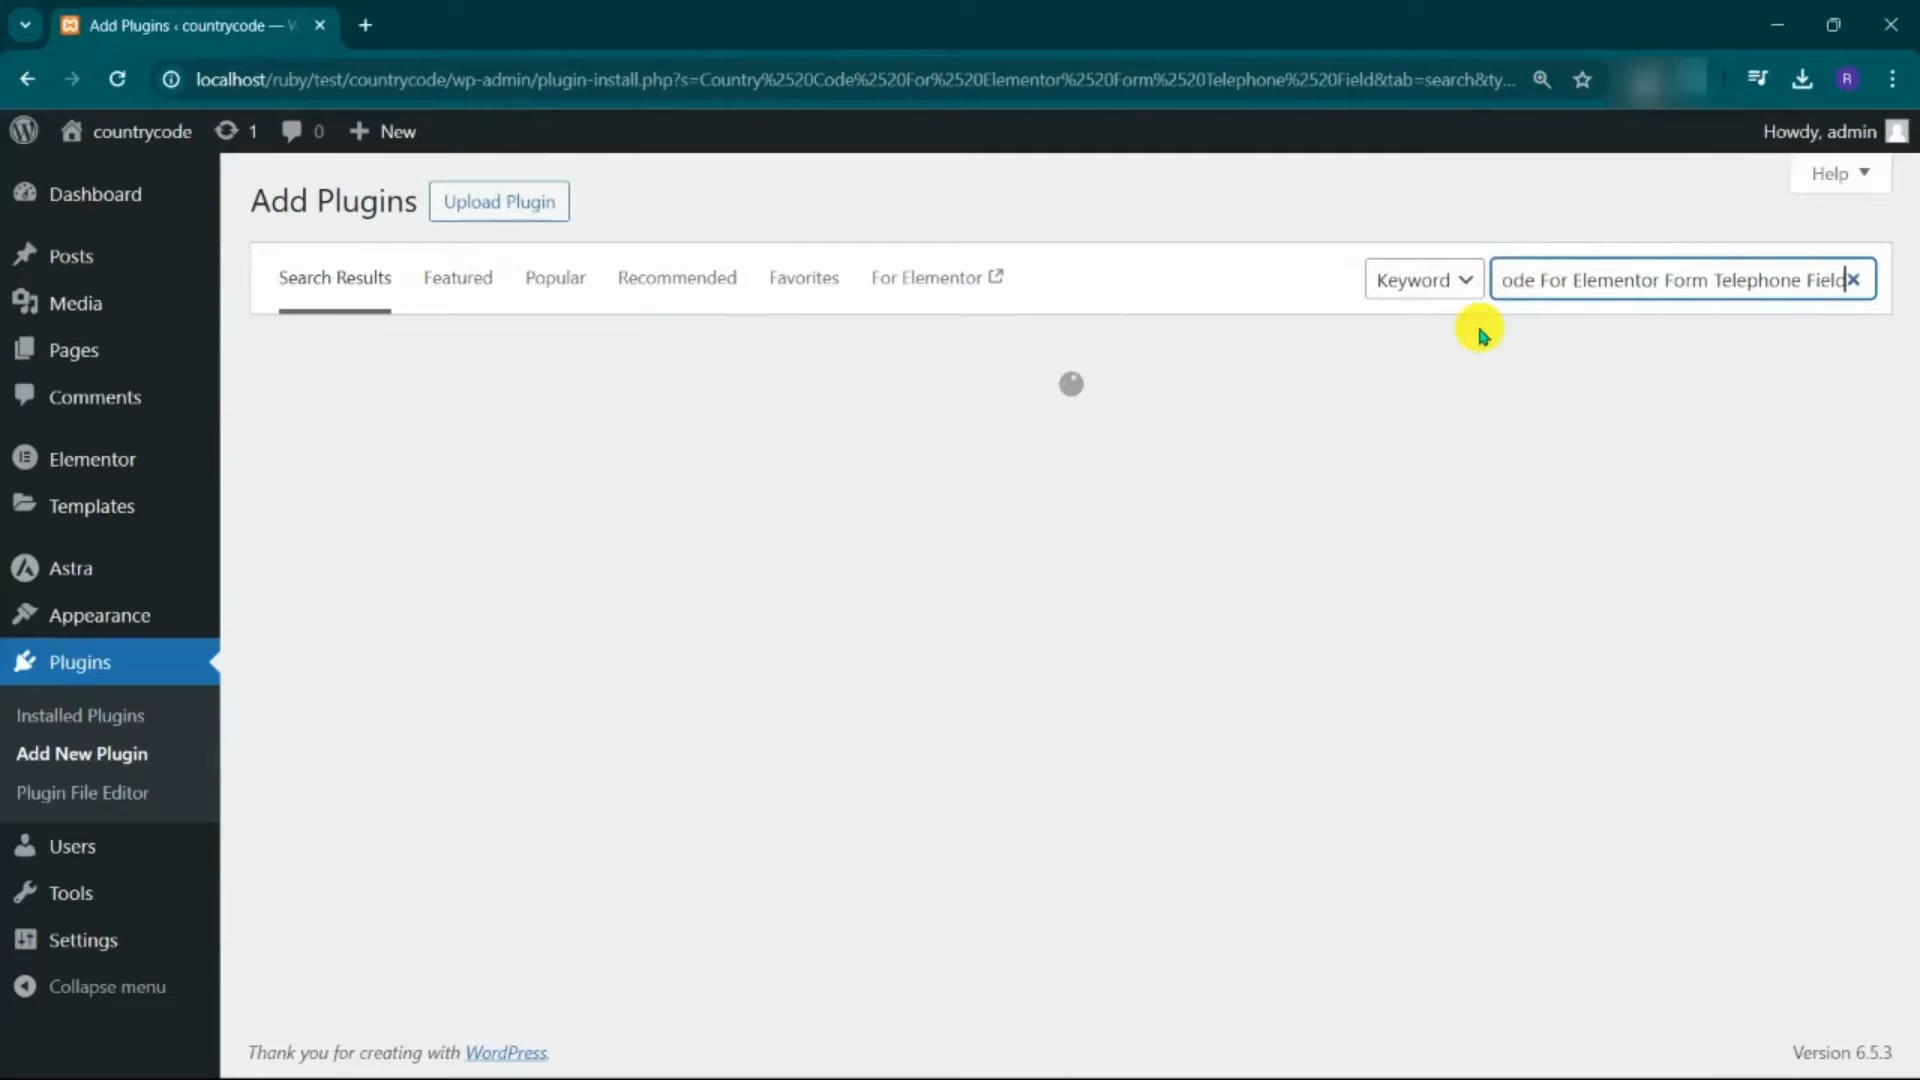 Add Plugins ‹ countrycode — W
localhost/ruby/test/countrycode/wp-admin/plugin-install.php?s=Country%2520Code%2520For%2520Elementor%2520Form%2520Telephone%2520Field&tab=search&ty...
R
countrycode
1
0
New
Howdy, admin
Dashboard
Posts
Media
Pages
Comments
Elementor
Templates
Astra
Appearance
Plugins
Installed Plugins
Add New Plugin
Plugin File Editor
Users
Tools
Settings
Collapse menu
Help
Add Plugins
Upload Plugin
Search Results
Featured
Popular
Recommended
Favorites
For Elementor
Keyword
ode For Elementor Form Telephone Field
Thank you for creating with WordPress.
Version 6.5.3